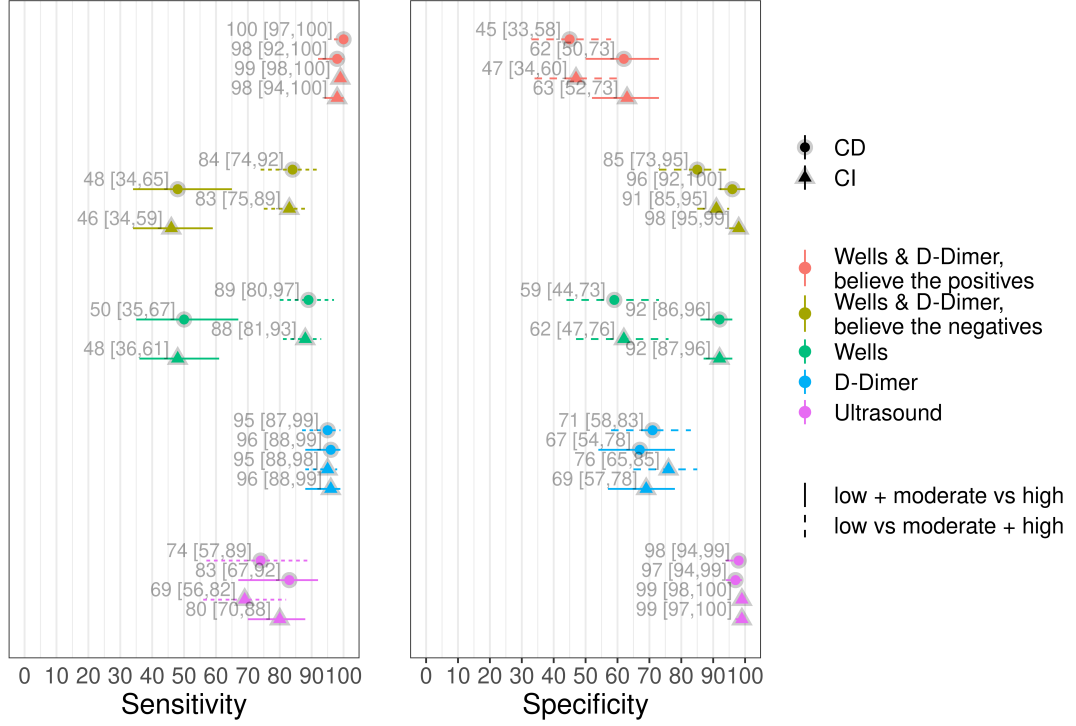 100 [97,100]
98 [92,100]
99 [98,100]
98 [94,100]
84 [74,92]
48 [34,65]
83 [75,89]
46 [34,59]
89 [80,97]
50 [35,67]
88 [81,93]
48 [36,61]
95 [87,99]
96 [88,99]
95 [88,98]
96 [88,99]
74 [57,89]
83 [67,92]
69 [56,82]
80 [70,88]
0 10 20 30 40 50 60 70 80 90 100
Sensitivity
45 [33,58]
62 [50,73]
47 [34,60]
63 [52,73]
85 [73,95]
96 [92,100]
91 [85,95]
98 [95,99]
59 [44,73]
92 [86,96]
62 [47,76]
92 [87,96]
71 [58,83]
67 [54,78]
76 [65,85]
69 [57,78]
98 [94,99]
97 [94,99]
99 [98,100]
99 [97,100]
0 10 20 30 40 50 60 70 80 90 100
Specificity
CD
CI
Wells & D-Dimer,
believe the positives
Wells & D-Dimer,
believe the negatives
Wells
D-Dimer
Ultrasound
low + moderate vs high
low vs moderate + high